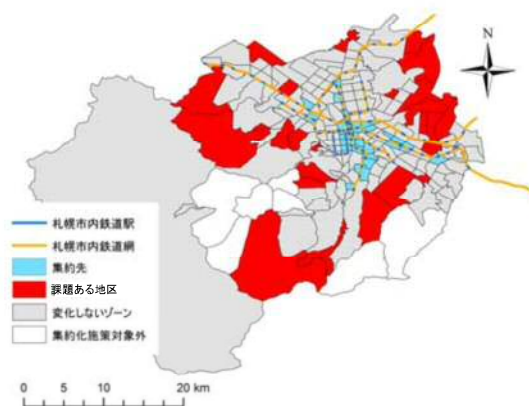 N
札幌市内鉄道駅
札幌市内鉄道網
集約先
課題ある地区
変化しないゾーン
集約化施策対象外
0 5 10 20 km